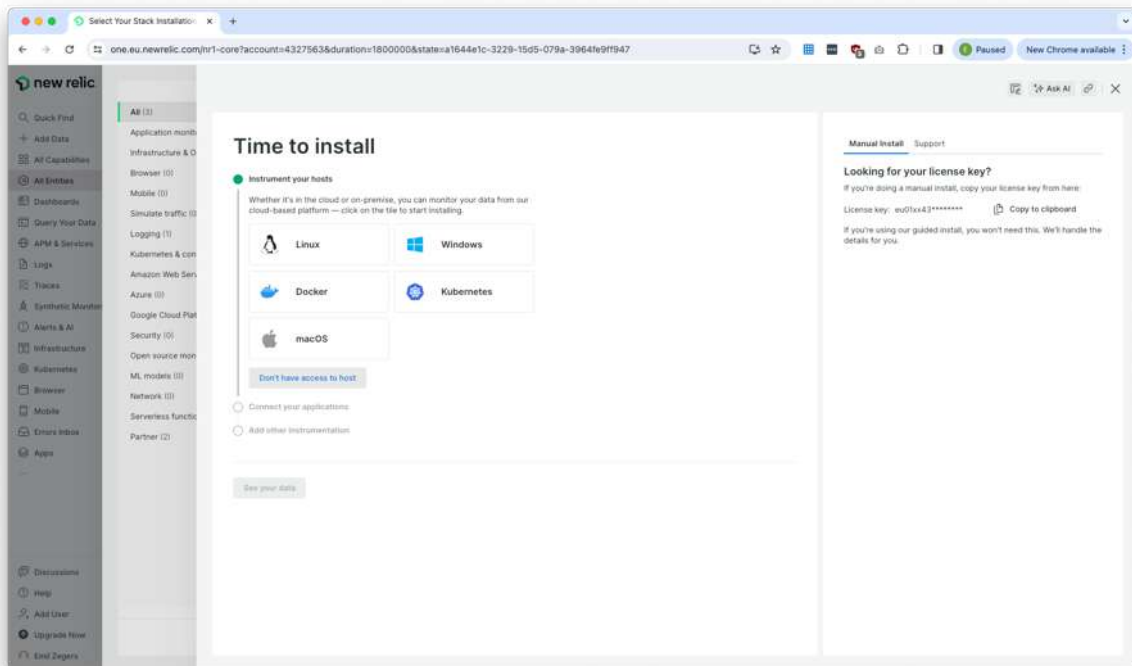 Select Your Stack Installation
one.eu.newrelic.com/nr1-core?account=4327563&duration=1800000&state=a1644e1c-3229-15d5-079a-3964fe9ff947
Paused
New Chrome available
new relic
Quick Find
Add Data
All Capabilities
All Entities
Dashboards
Query Your Data
APM & Services
Logs
Traces
Synthetic Monitor
Alerts & AI
Infrastructure
Kubernetes
Browser
Mobile
Errors Inbox
Apps
...
Discussions
Help
Add User
Upgrade Now
Emil Zegers
All (3)
Application monit
Infrastructure & O
Browser (0)
Mobile (0)
Simulate traffic (0
Logging (1)
Kubernetes & con
Amazon Web Serv
Azure (0)
Google Cloud Plat
Security (0)
Open source mon
ML models (0)
Network (0)
Serverless functio
Partner (2)
Ask AI
Time to install
Instrument your hosts
Whether it's in the cloud or on-premise, you can monitor your data from our
cloud-based platform — click on the tile to start installing.
Linux
Windows
Docker
Kubernetes
macOS
Don't have access to host
Connect your applications
Add other instrumentation
See your data
Manual Install Support
Looking for your license key?
If you're doing a manual install, copy your license key from here:
License key: eu01xx43******** Copy to clipboard
If you're using our guided install, you won't need this. We'll handle the
details for you.